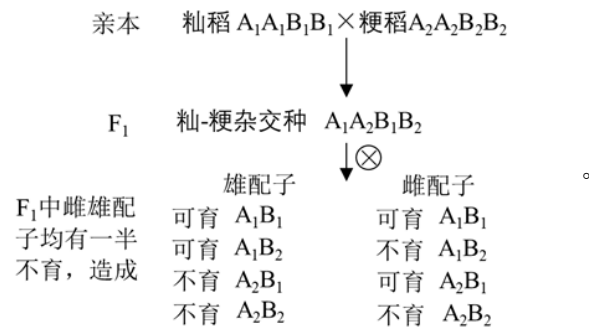 亲本 籼稻 A₁A₁B₁B₁×粳稻A₂A₂B₂B₂
F₁ 籼-粳杂交种 A₁A₂B₁B₂
⊗
雄配子 雌配子
F₁中雌雄配
子均有一半
不育，造成
可育 A₁B₁ 可育 A₁B₁
可育 A₁B₂ 不育 A₁B₂
不育 A₂B₁ 可育 A₂B₁
不育 A₂B₂ 不育 A₂B₂
。